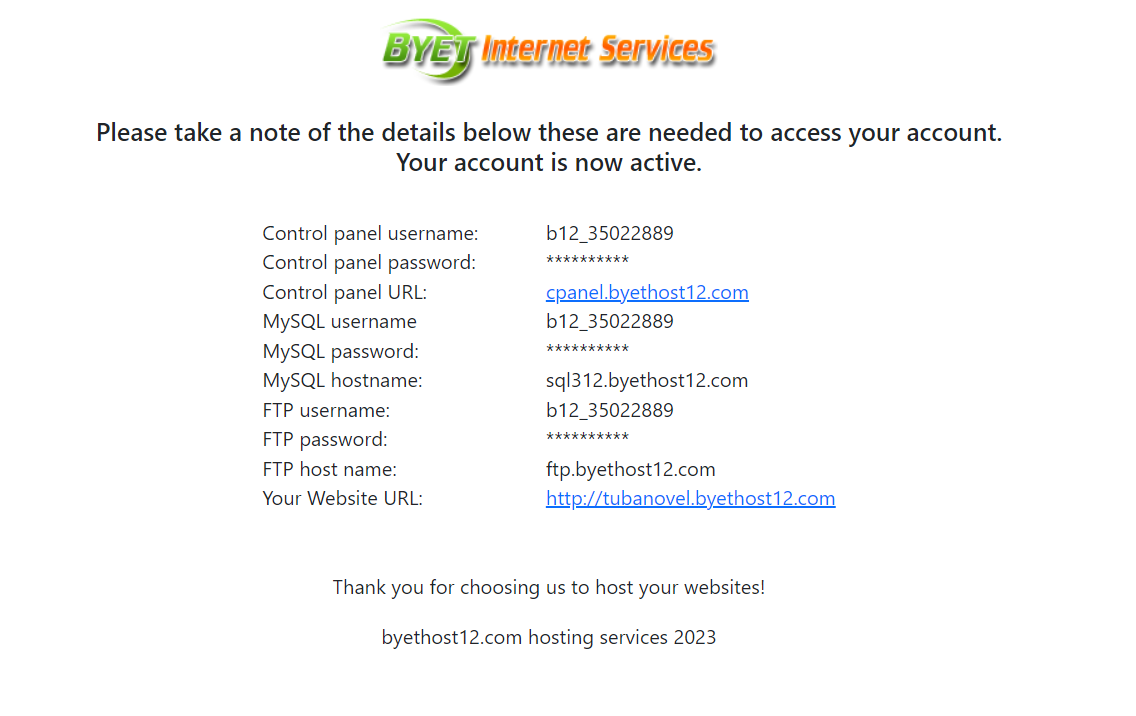 BYET Internet Services
Please take a note of the details below these are needed to access your account.
Your account is now active.
Control panel username: b12_35022889
Control panel password: **********
Control panel URL: cpanel.byethost12.com
MySQL username b12_35022889
MySQL password: **********
MySQL hostname: sql312.byethost12.com
FTP username: b12_35022889
FTP password: **********
FTP host name: ftp.byethost12.com
Your Website URL: http://tubanovel.byethost12.com
Thank you for choosing us to host your websites!
byethost12.com hosting services 2023